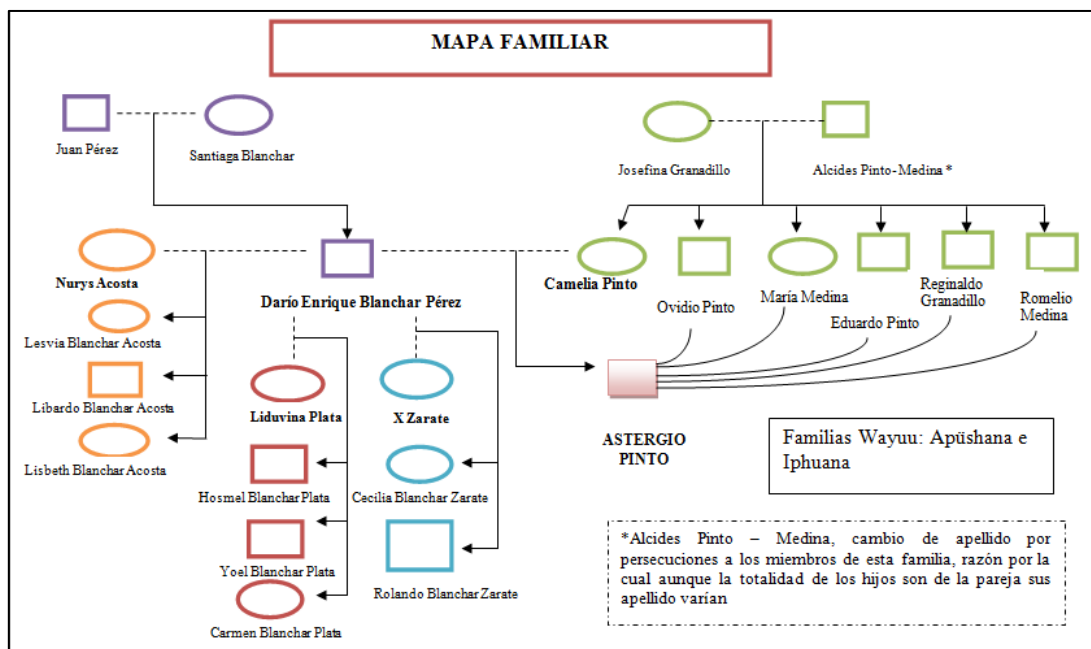 MAPA FAMILIAR
Juan Pérez
Santiaga Blanchar
Josefina Granadillo
Alcides Pinto- Medina *
Nurys Acosta
Darío Enrique Blanchar Pérez
Camelia Pinto
Ovidio Pinto
María Medina
Eduardo Pinto
Reginaldo
Granadillo
Romelio
Medina
Lesvia Blanchar Acosta
Libardo Blanchar Acosta
Lisbeth Blanchar Acosta
Liduvina Plata
X Zarate
Hosmel Blanchar Plata
Cecilia Blanchar Zarate
Yoel Blanchar Plata
Rolando Blanchar Zarate
Carmen Blanchar Plata
ASTERGIO
PINTO
Familias Wayuu: Apüshana e
Iphuana
*Alcides Pinto – Medina, cambio de apellido por
persecuciones a los miembros de esta familia, razón por la
cual aunque la totalidad de los hijos son de la pareja sus
apellido varían